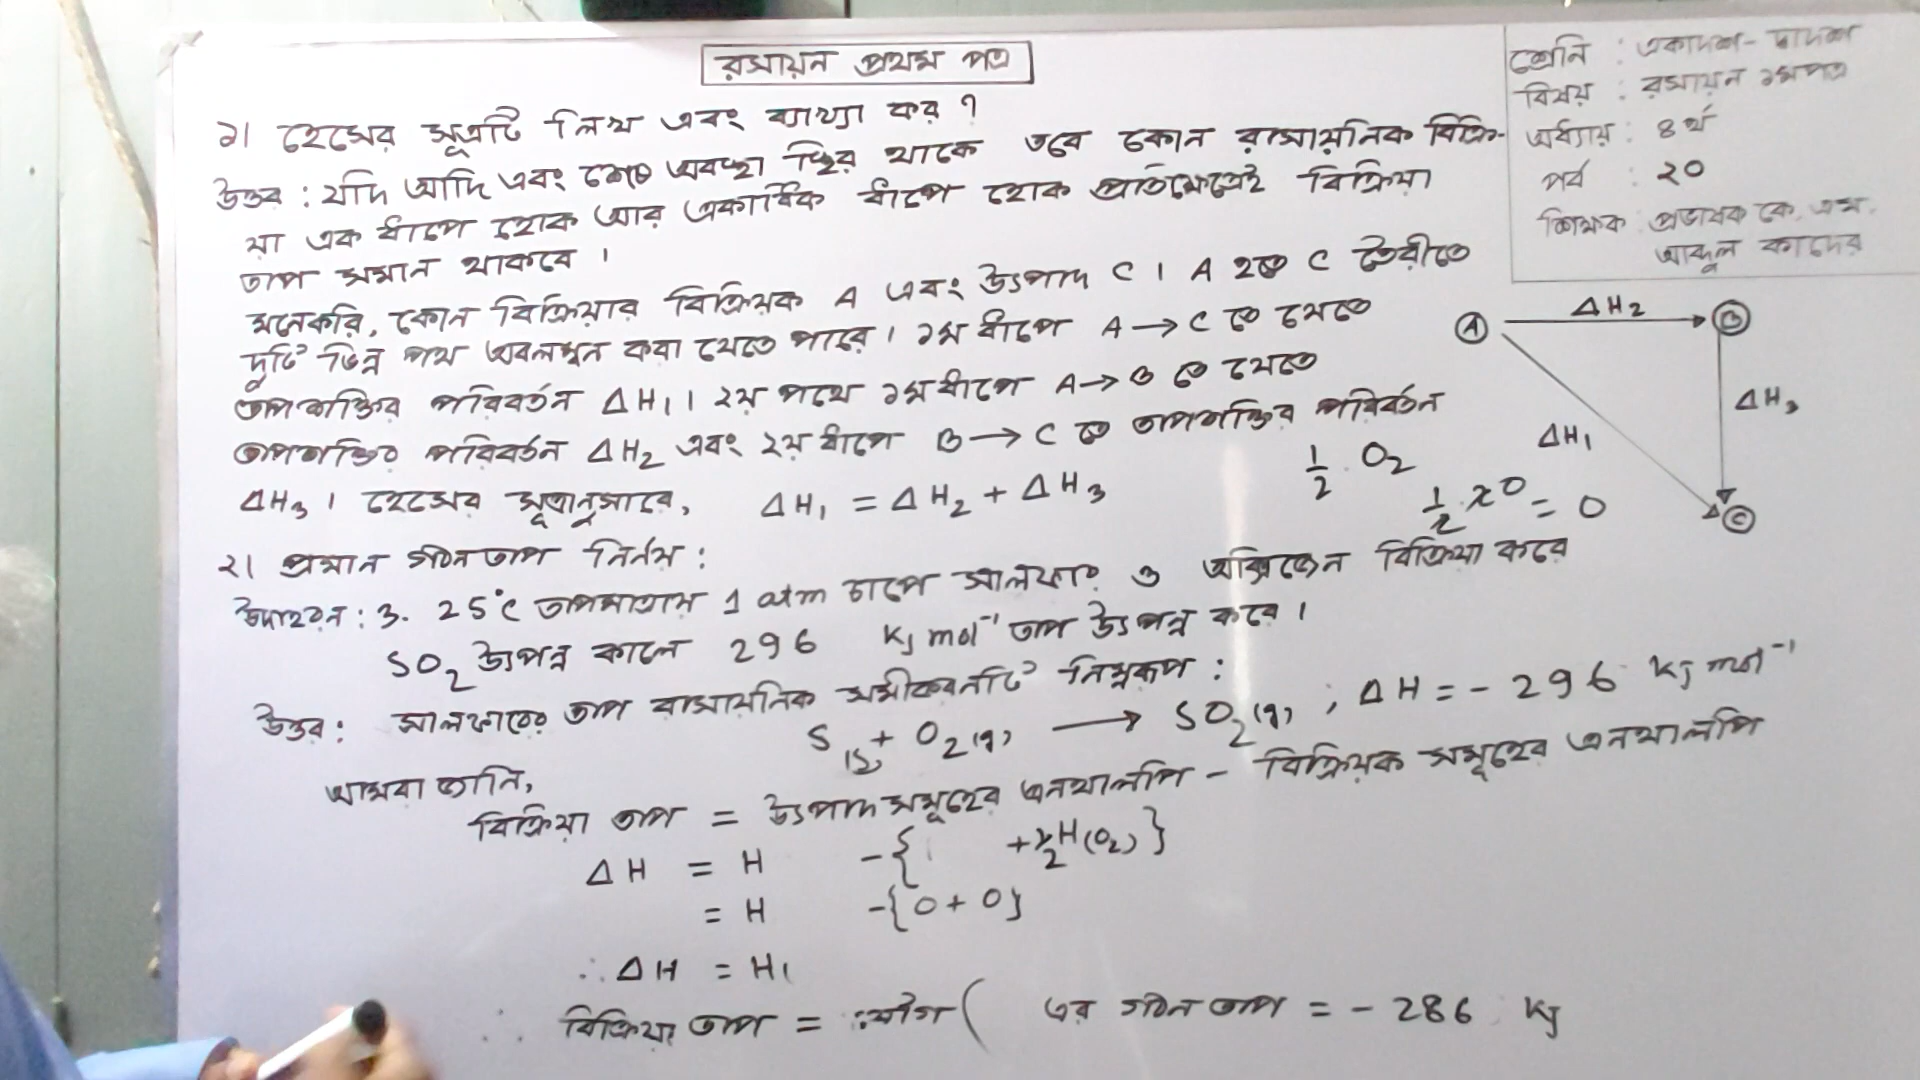 রসায়ন প্রথম পত্র
শ্রেনি : একাদশ - দ্বাদশ
বিষয় : রসায়ন ১মপত্র
অধ্যায় : ৪র্থ
পর্ব : ২০
শিক্ষক প্রভাষক কে, এম,
আব্দুল কাদের
১। হেসের সূত্রটি লিখ এবং ব্যাখ্যা কর ?
উত্তর : যদি আদি এবং শেষ অবস্থা স্থির থাকে তবে কোন রাসায়নিক বিক্রি-
য়া এক ধাপে হোক আর একাধিক ধাপে হোক প্রতিক্ষেত্রেই বিক্রিয়া
তাপ সমান থাকবে ।
মনেকরি, কোন বিক্রিয়ার বিক্রিয়ক A এবং উৎপাদ C । A হতে C তৈরীতে
দুটি ভিন্ন পথ অবলম্বন করা যেতে পারে । ১ম ধাপে A → C তে যেতে
তাপশক্তির পরিবর্তন ΔH₁ । ২য় পথে ১ম ধাপে A → B তে যেতে
তাপশক্তির পরিবর্তন ΔH₂ এবং ২য় ধাপে B → C তে তাপশক্তির পরিবর্তন
ΔH₃ । হেসের সূত্রানুসারে, ΔH₁ = ΔH₂ + ΔH₃
A ΔH₂ B
ΔH₃
ΔH₁
C
½ O₂
½ x 0 = 0
২। প্রমান গঠন তাপ নির্নয় :
উদাহরন : 3. 25°C তাপমাত্রায় 1 atm চাপে সালফার ও অক্সিজেন বিক্রিয়া করে
SO₂ উৎপন্ন কালে 296 kJ mol⁻¹ তাপ উৎপন্ন করে ।
উত্তর : সালফারের তাপ রাসায়নিক সমীকরনটি নিম্নরূপ :
S(s) + O₂(g) → SO₂(g) , ΔH = - 296 kJ mol⁻¹
আমরা জানি,
বিক্রিয়া তাপ = উৎপাদ সমূহের এনথালপি - বিক্রিয়ক সমূহের এনথালপি
ΔH = H -{ + ½H(O₂) }
= H -{0 + 0}
∴ ΔH = H₁
∴ বিক্রিয়া তাপ = যৌগ ( এর গঠন তাপ = - 286 kJ